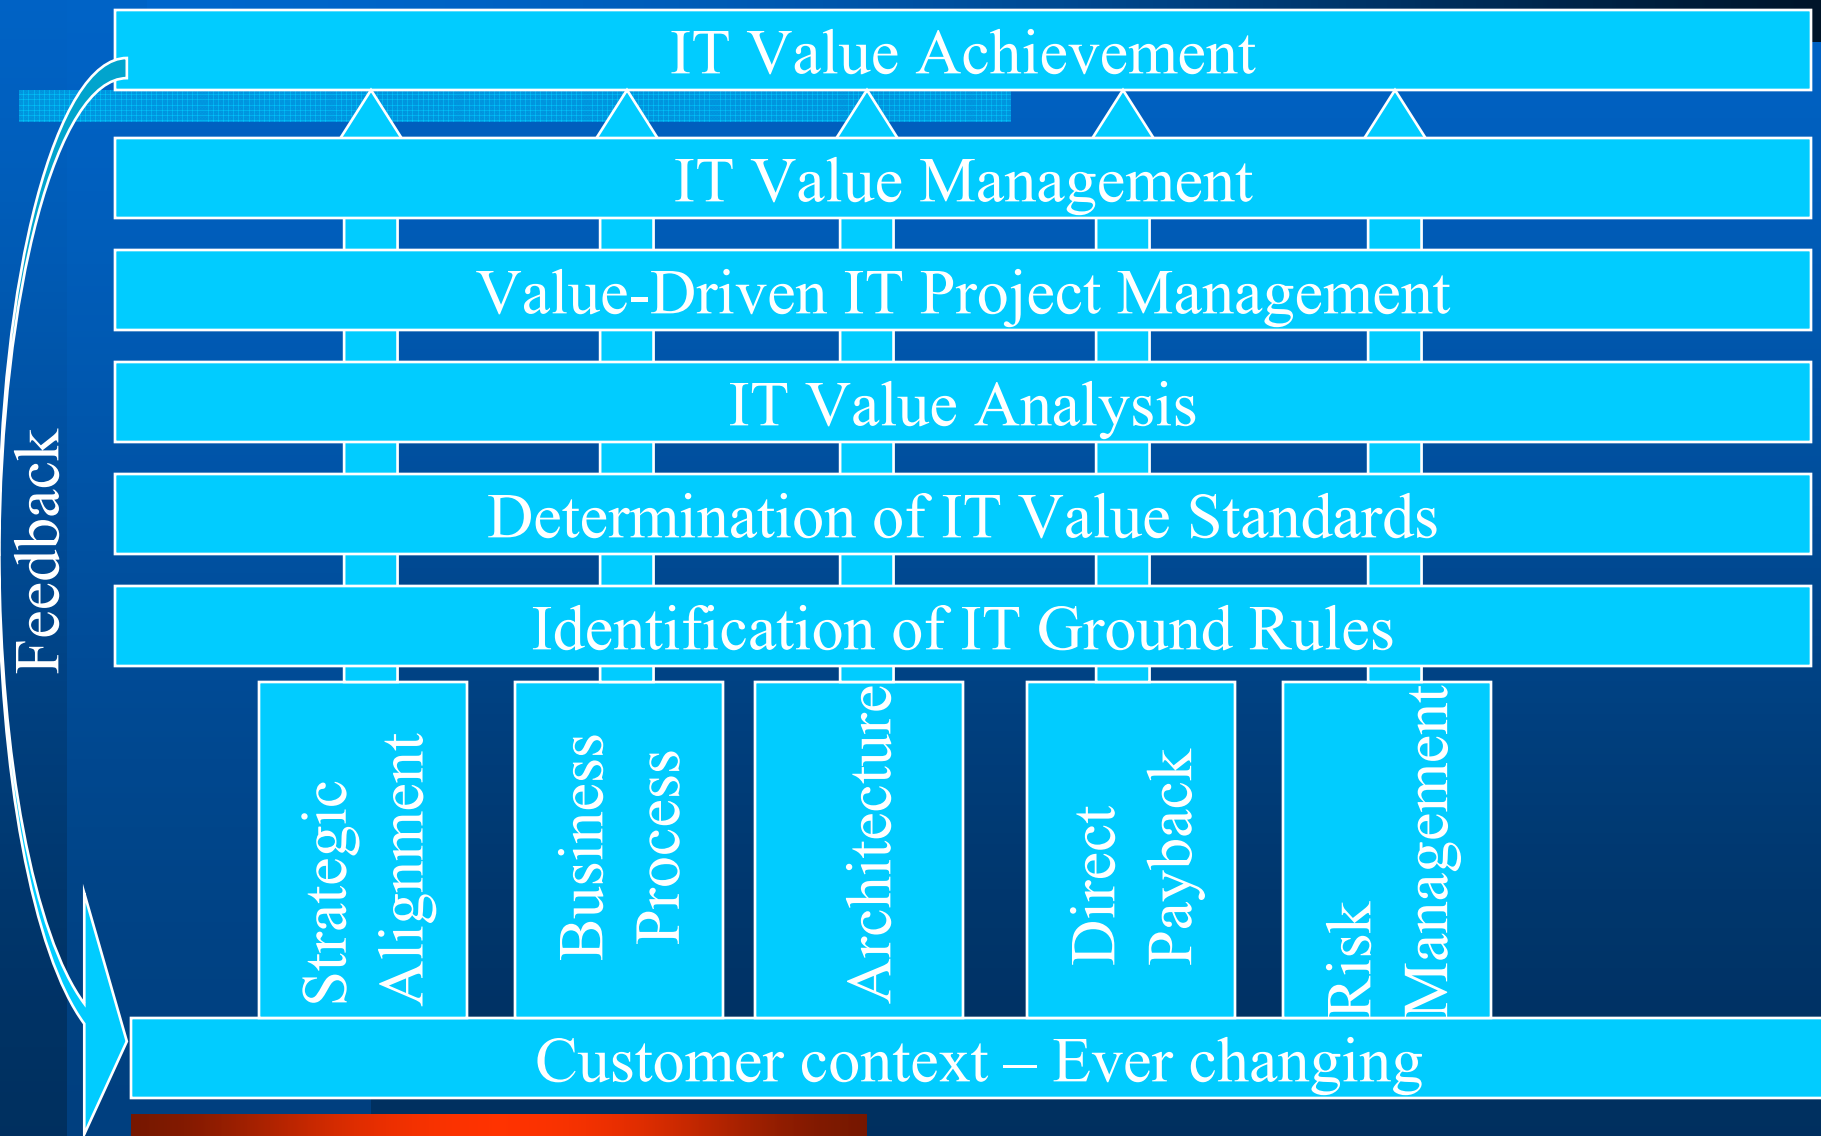 IT Value Achievement
IT Value Management
Value-Driven IT Project Management
IT Value Analysis
Determination of IT Value Standards
Identification of IT Ground Rules
Feedback
Strategic
Alignment
Business
Process
Architecture
Direct
Payback
Risk
Management
Customer context – Ever changing